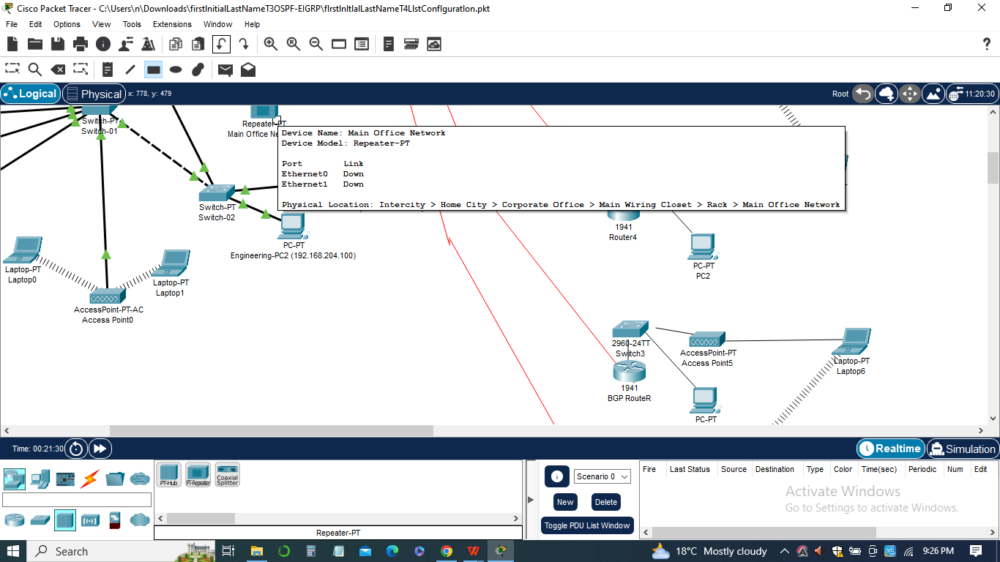 Cisco Packet Tracer - C:\Users\n\Downloads\firstInitialLastNameT3OSPF-EIGRP\fIrstInItIalLastNameT4LIstConfIguratIon.pkt
File Edit Options View Tools Extensions Window Help
Logical Physical x: 778, y: 479 Root 11:20:30
Switch-PT
Switch-01
Repeater-PT
Main Office Ne
Device Name: Main Office Network
Device Model: Repeater-PT
Port Link
Ethernet0 Down
Ethernet1 Down
Physical Location: Intercity > Home City > Corporate Office > Main Wiring Closet > Rack > Main Office Network
Switch-PT
Switch-02
1941
Router4
PC-PT
Engineering-PC2 (192.168.204.100)
PC-PT
PC2
Laptop-PT
Laptop0
Laptop-PT
Laptop1
AccessPoint-PT-AC
Access Point0
2960-24TT
Switch3
AccessPoint-PT
Access Point5
Laptop-PT
Laptop6
1941
BGP RouteR
PC-PT
Time: 00:21:30 Realtime Simulation
PT-Hub PT-Repeater Coaxial
Splitter
Repeater-PT
Scenario 0
New Delete
Toggle PDU List Window
Fire Last Status Source Destination Type Color Time(sec) Periodic Num Edit
Activate Windows
Go to Settings to activate Windows.
Search 18°C Mostly cloudy 9:26 PM